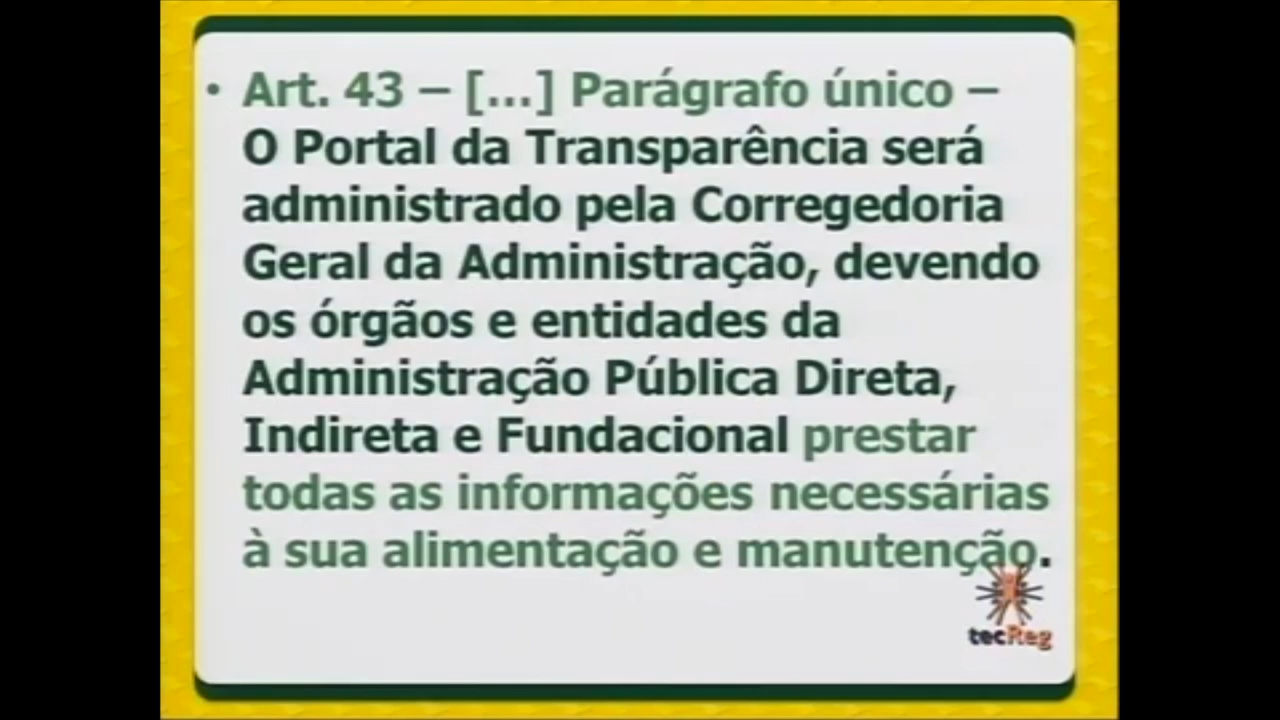 • Art. 43 – [...] Parágrafo único –
O Portal da Transparência será
administrado pela Corregedoria
Geral da Administração, devendo
os órgãos e entidades da
Administração Pública Direta,
Indireta e Fundacional prestar
todas as informações necessárias
à sua alimentação e manutenção.
tecReg